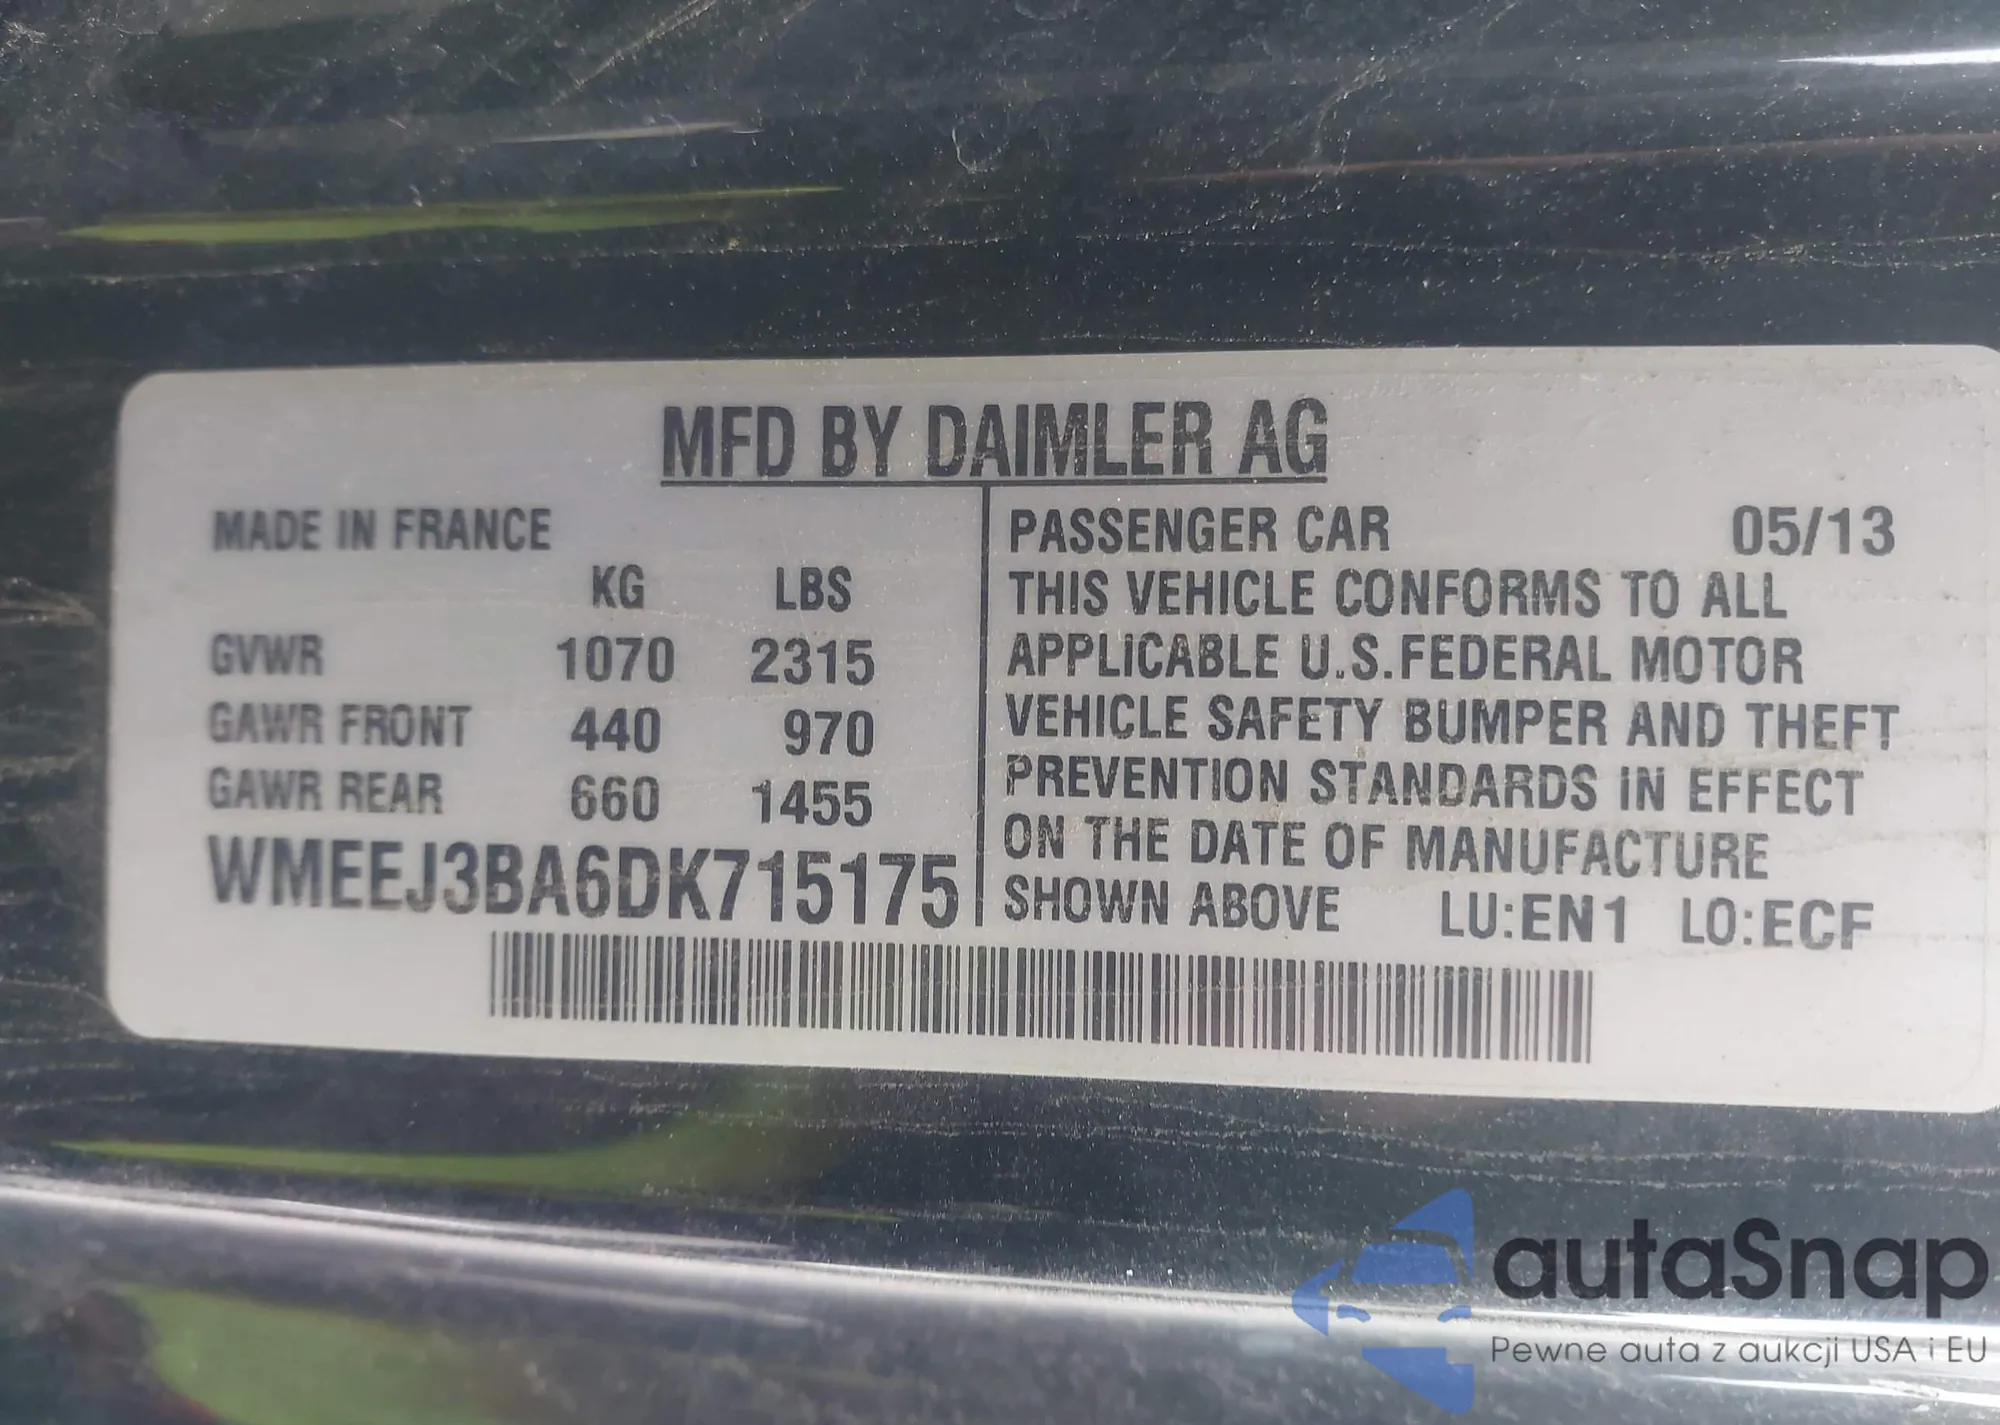 MFD BY DAIMLER AG
MADE IN FRANCE
KG LBS
GVWR 1070 2315
GAWR FRONT 440 970
GAWR REAR 660 1455
WMEEJ3BA6DK715175
PASSENGER CAR 05/13
THIS VEHICLE CONFORMS TO ALL
APPLICABLE U.S.FEDERAL MOTOR
VEHICLE SAFETY BUMPER AND THEFT
PREVENTION STANDARDS IN EFFECT
ON THE DATE OF MANUFACTURE
SHOWN ABOVE LU:EN1 LO:ECF
autaSnap
Pewne auta z aukcji USA i EU